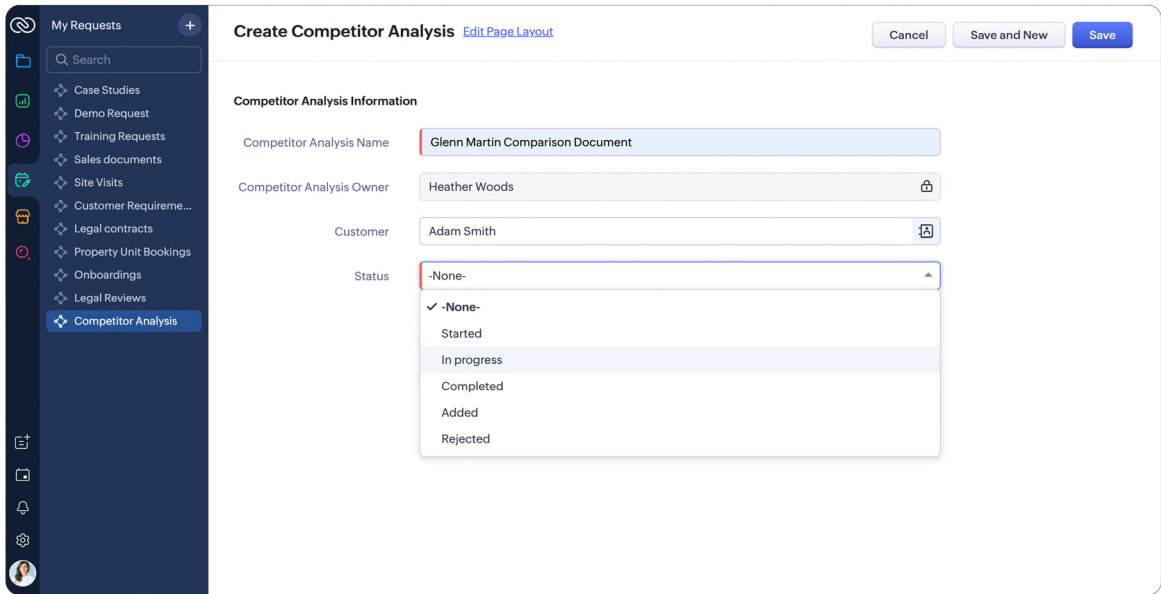 My Requests
Search
Case Studies
Demo Request
Training Requests
Sales documents
Site Visits
Customer Requireme...
Legal contracts
Property Unit Bookings
Onboardings
Legal Reviews
Competitor Analysis
Create Competitor Analysis Edit Page Layout
Cancel
Save and New
Save
Competitor Analysis Information
Competitor Analysis Name Glenn Martin Comparison Document
Competitor Analysis Owner Heather Woods
Customer Adam Smith
Status -None-
-None-
Started
In progress
Completed
Added
Rejected